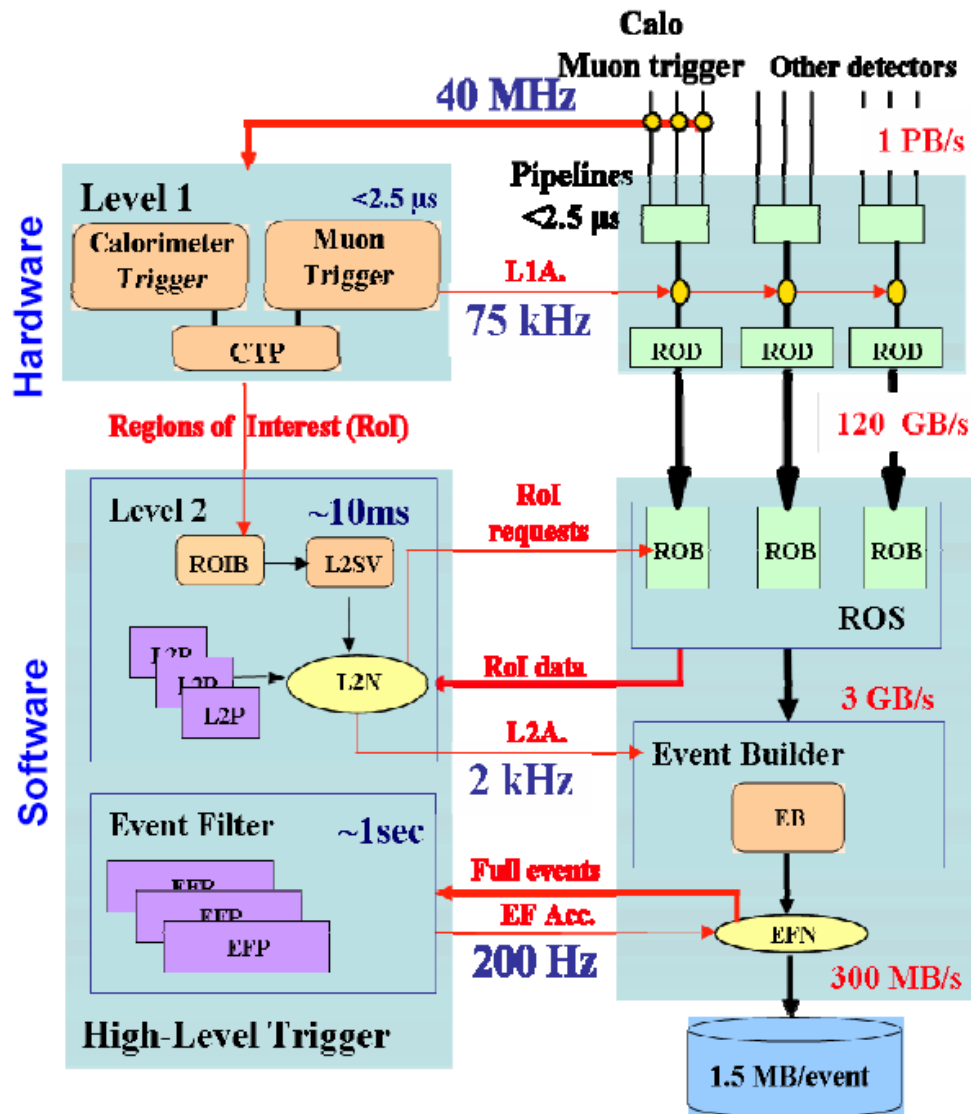 Calo
Muon trigger
Other detectors
40 MHz
1 PB/s
Level 1
<2.5 µs
Pipelines
<2.5 µs
Calorimeter
Trigger
Muon
Trigger
L1A.
75 kHz
CTP
ROD
ROD
ROD
Hardware
Regions of Interest (RoI)
120 GB/s
Level 2
~10ms
RoI
requests
ROIB
L2SV
ROB
ROB
ROB
ROS
L2P
L2P
L2P
L2N
RoI data
3 GB/s
L2A.
2 kHz
Event Builder
EB
Software
Event Filter
~1sec
Full events
EFP
EFP
EFP
EF Acc.
200 Hz
EFN
300 MB/s
High-Level Trigger
1.5 MB/event